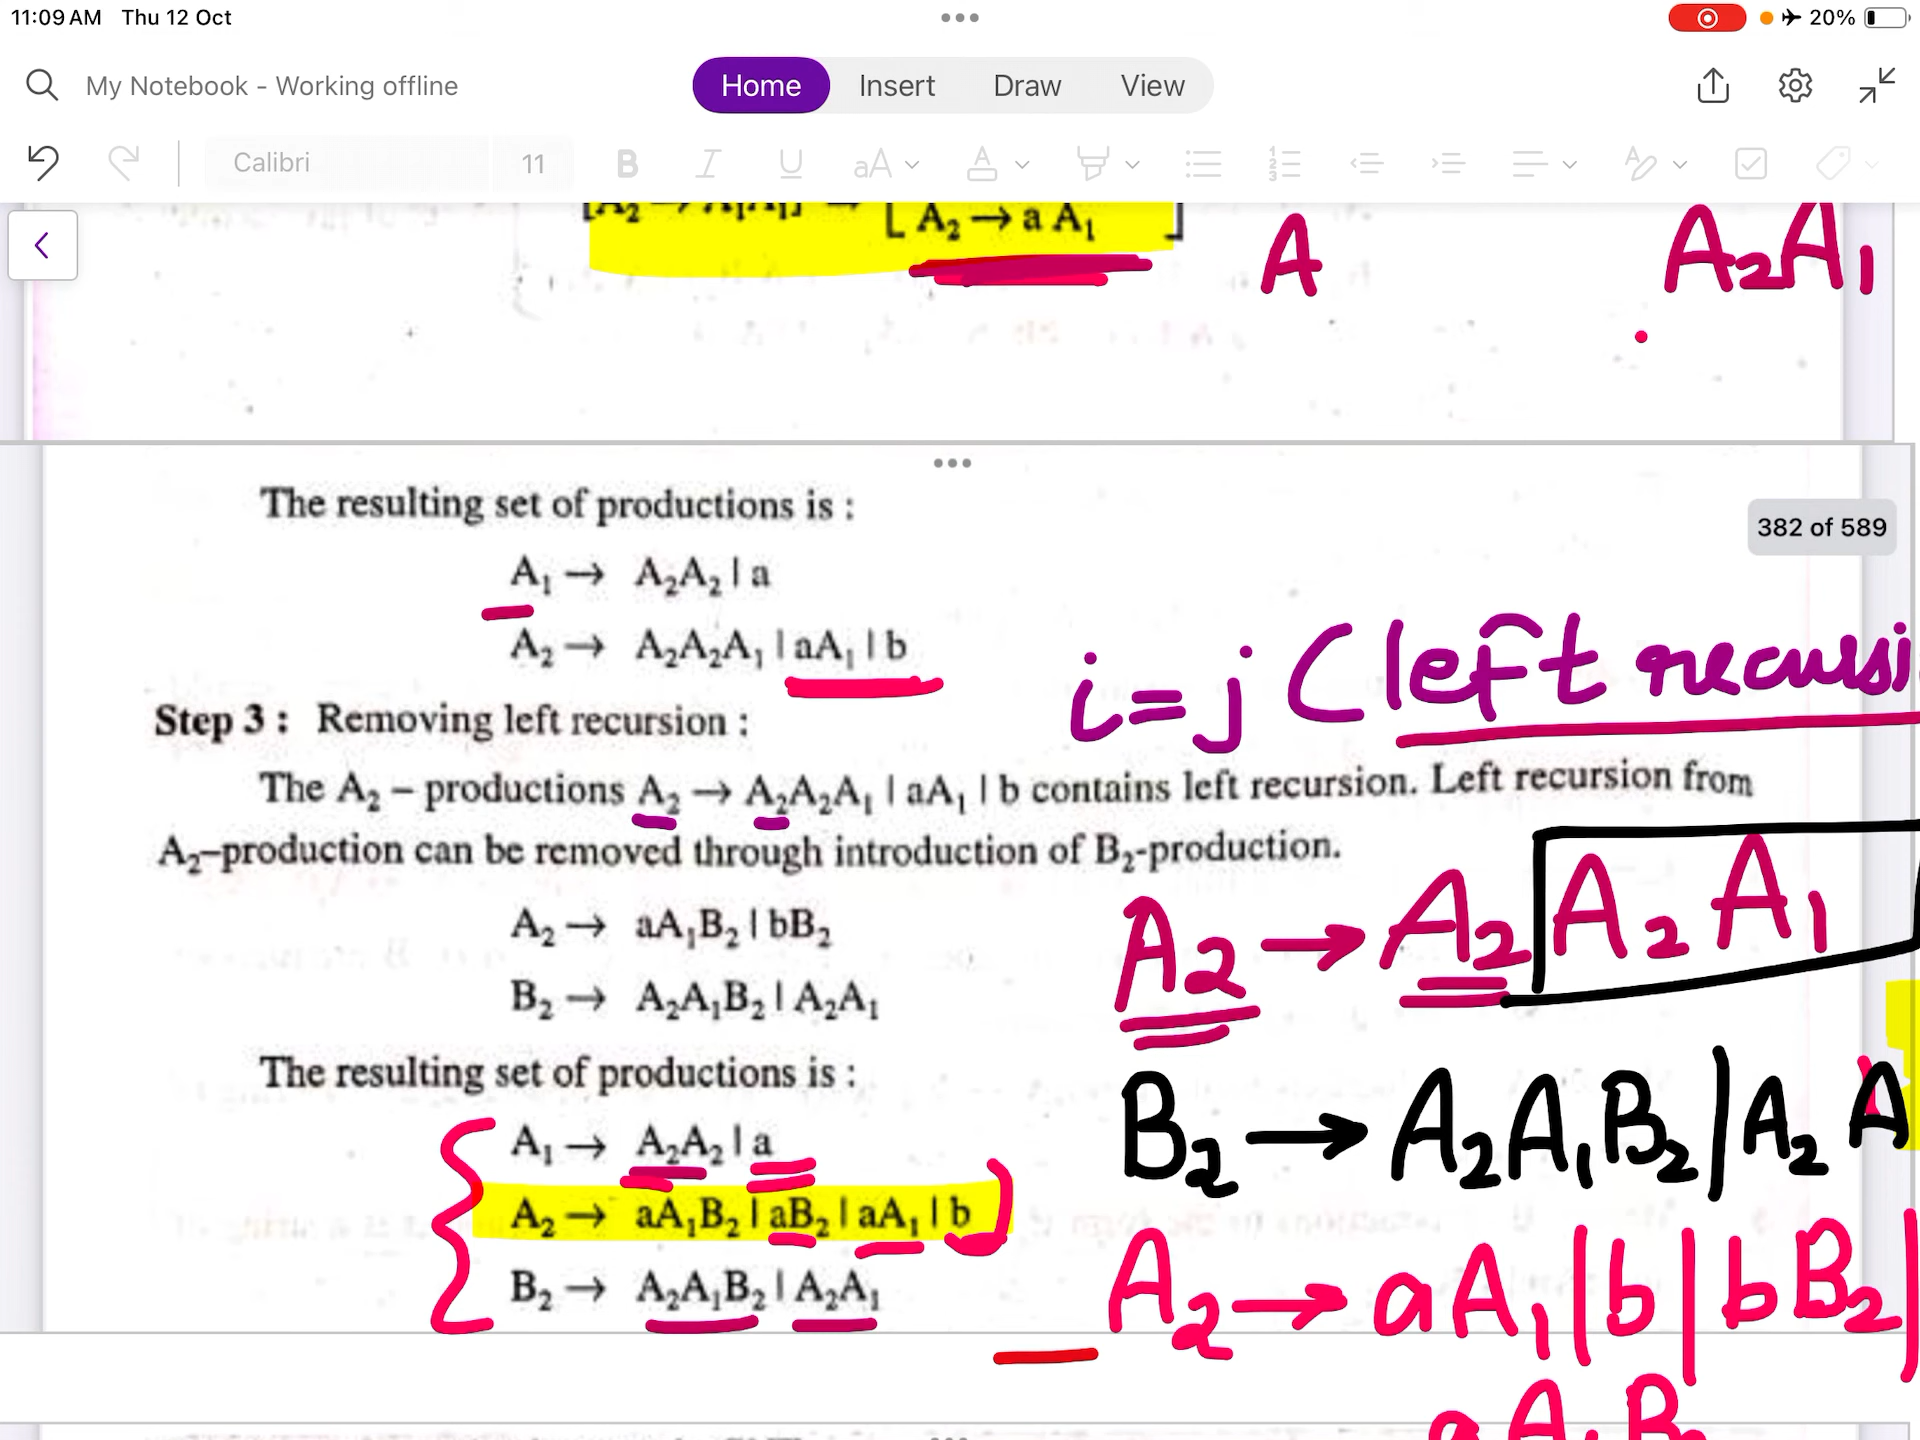 11:09 AM Thu 12 Oct 20%
My Notebook - Working offline Home Insert Draw View
Calibri 11 B I U aA A
A₂ → a A₁ ]
A A₂A₁
The resulting set of productions is :
382 of 589
A₁ → A₂A₂ | a
A₂ → A₂A₂A₁ | aA₁ | b
i=j (left recursi
Step 3 : Removing left recursion :
The A₂ – productions A₂ → A₂A₂A₁ | aA₁ | b contains left recursion. Left recursion from
A₂–production can be removed through introduction of B₂-production.
A₂ → aA₁B₂ | bB₂
A₂ → A₂ A₂ A₁
B₂ → A₂A₁B₂ | A₂A₁
The resulting set of productions is :
B₂ → A₂A₁B₂ | A₂ A
A₁ → A₂A₂ | a
A₂ → aA₁B₂ | aB₂ | aA₁ | b
B₂ → A₂A₁B₂ | A₂A₁
A₂ → aA₁ | b | bB₂ |